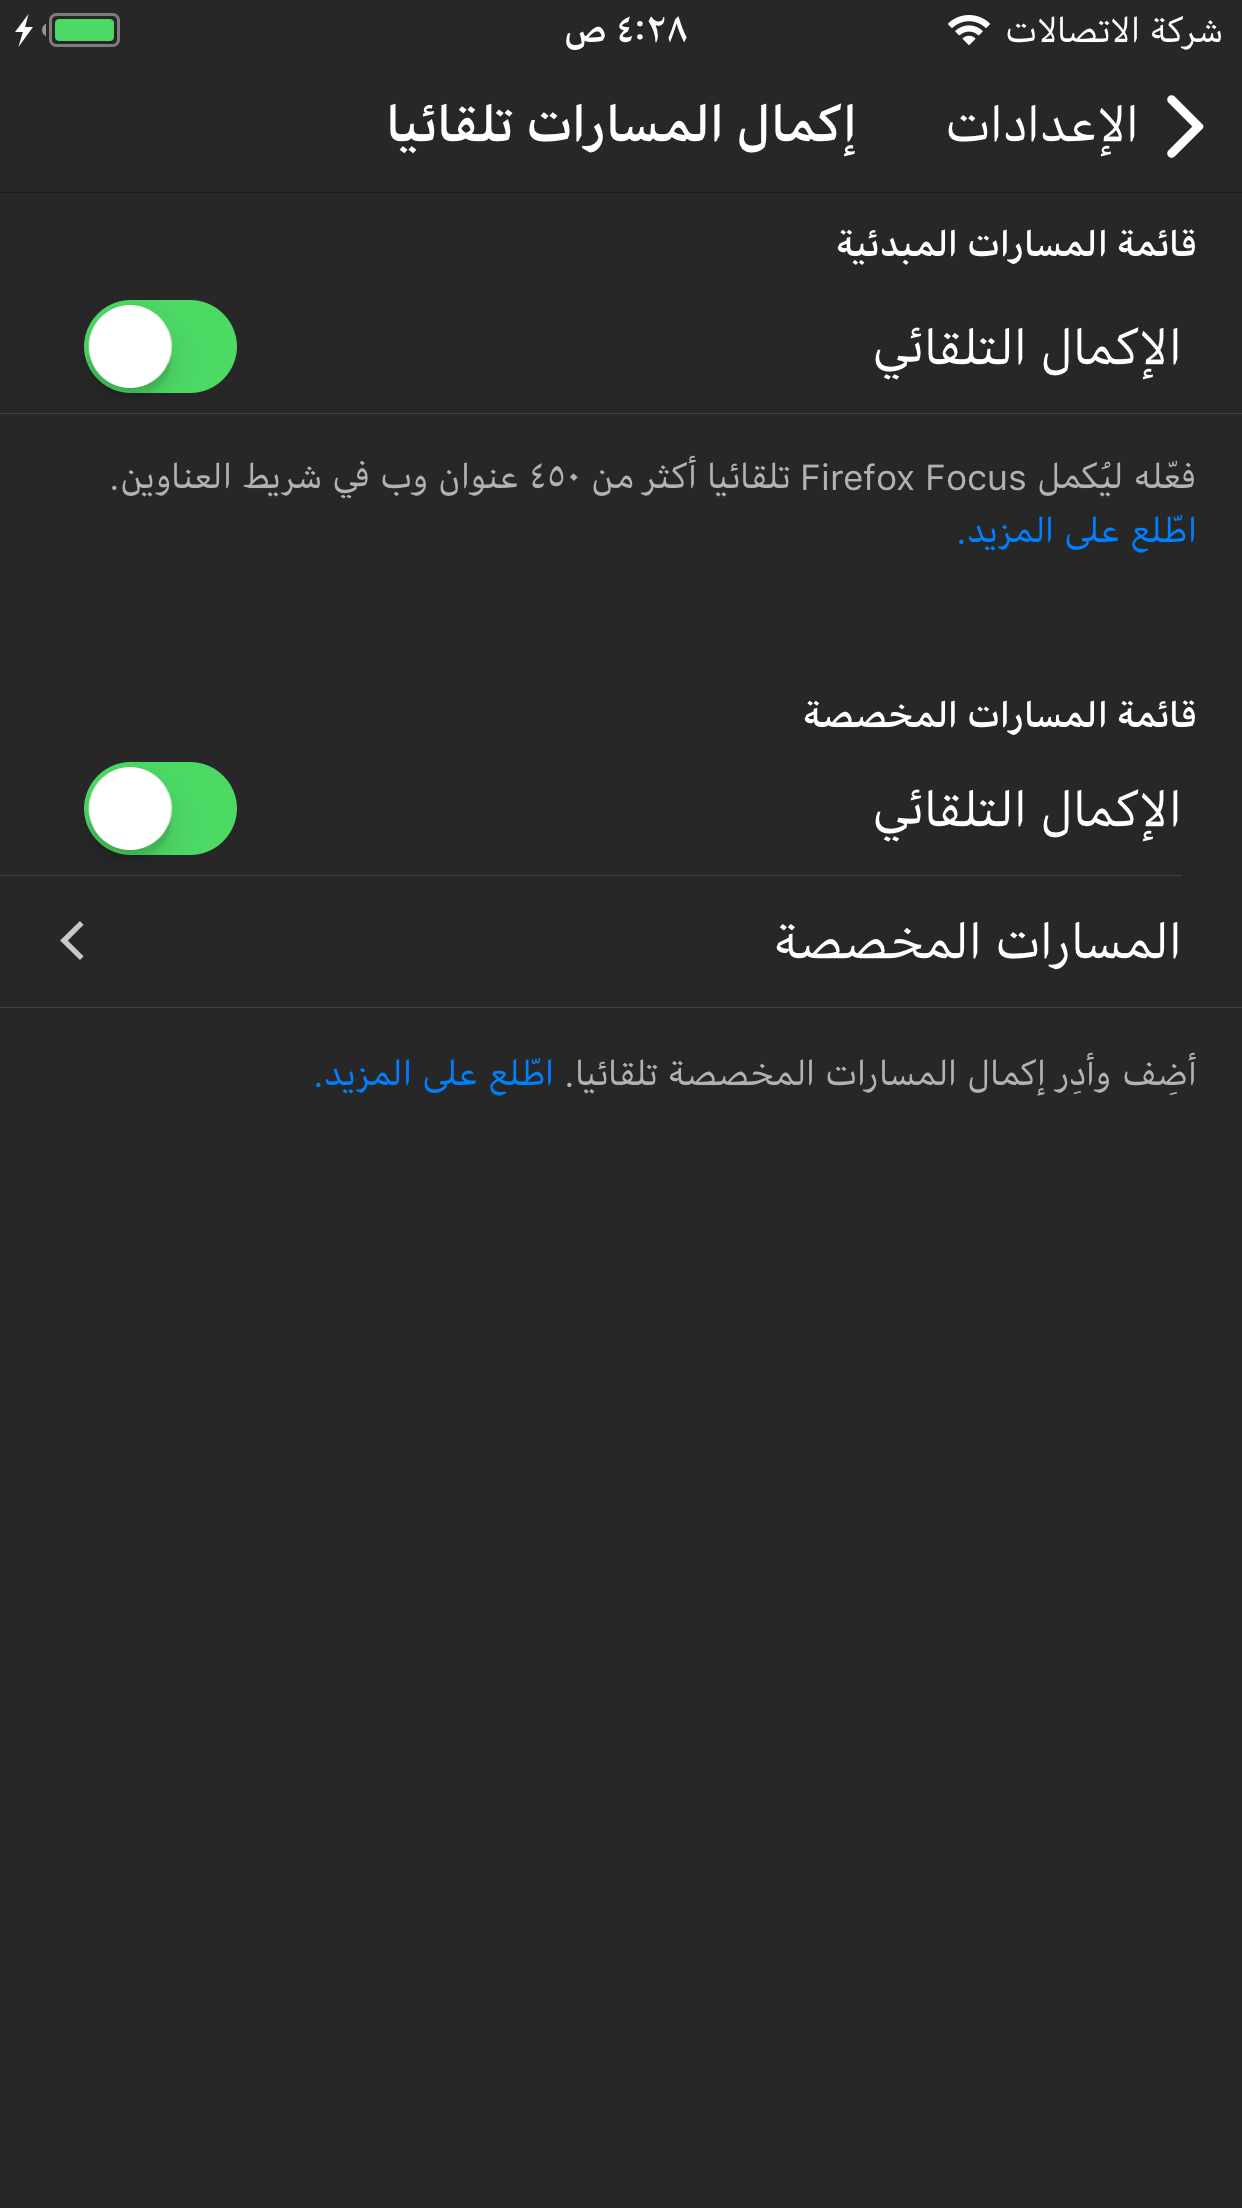 شركة الاتصالات ٤:٢٨ ص
الإعدادات إكمال المسارات تلقائيا
قائمة المسارات المبدئية
الإكمال التلقائي
فعّله ليُكمل Firefox Focus تلقائيا أكثر من ٤٥٠ عنوان وب في شريط العناوين.
اطّلع على المزيد.
قائمة المسارات المخصصة
الإكمال التلقائي
المسارات المخصصة
أضِف وأدِر إكمال المسارات المخصصة تلقائيا. اطّلع على المزيد.